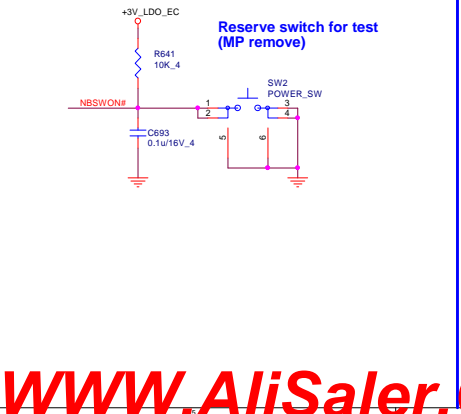 +3V_LDO_EC
Reserve switch for test
(MP remove)
R641
10K_4
SW2
POWER_SW
NBSWON#
1
2
3
4
C693
0.1u/16V_4
5
6
WWW.AliSaler.